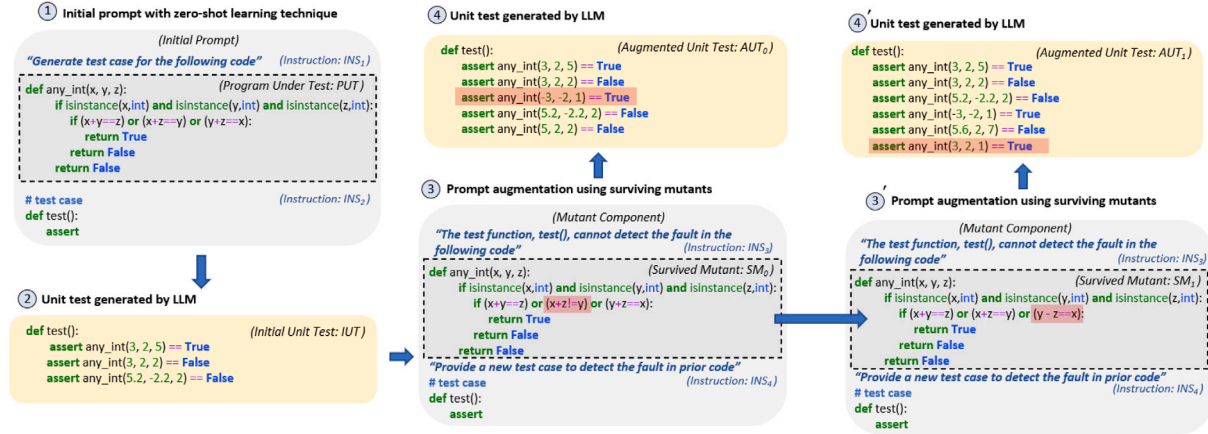 1 Initial prompt with zero-shot learning technique
(Initial Prompt)
“Generate test case for the following code” (Instruction: INS1)
(Program Under Test: PUT)
def any_int(x, y, z):
if isinstance(x,int) and isinstance(y,int) and isinstance(z,int):
if (x+y==z) or (x+z==y) or (y+z==x):
return True
return False
return False
# test case (Instruction: INS2)
def test():
assert
2 Unit test generated by LLM
def test(): (Initial Unit Test: IUT)
assert any_int(3, 2, 5) == True
assert any_int(3, 2, 2) == False
assert any_int(5.2, -2.2, 2) == False
4 Unit test generated by LLM
def test(): (Augmented Unit Test: AUT0)
assert any_int(3, 2, 5) == True
assert any_int(3, 2, 2) == False
assert any_int(-3, -2, 1) == True
assert any_int(5.2, -2.2, 2) == False
assert any_int(5, 2, 2) == False
3 Prompt augmentation using surviving mutants
(Mutant Component)
“The test function, test(), cannot detect the fault in the
following code” (Instruction: INS3)
def any_int(x, y, z): (Survived Mutant: SM0)
if isinstance(x,int) and isinstance(y,int) and isinstance(z,int):
if (x+y==z) or (x+z!=y) or (y+z==x):
return True
return False
return False
“Provide a new test case to detect the fault in prior code”
# test case (Instruction: INS4)
def test():
assert
4′ Unit test generated by LLM
def test(): (Augmented Unit Test: AUT1)
assert any_int(3, 2, 5) == True
assert any_int(3, 2, 2) == False
assert any_int(5.2, -2.2, 2) == False
assert any_int(-3, -2, 1) == True
assert any_int(5.6, 2, 7) == False
assert any_int(3, 2, 1) == True
3′ Prompt augmentation using surviving mutants
(Mutant Component)
“The test function, test(), cannot detect the fault in the
following code” (Instruction: INS3)
def any_int(x, y, z): (Survived Mutant: SM1)
if isinstance(x,int) and isinstance(y,int) and isinstance(z,int):
if (x+y==z) or (x+z==y) or (y - z==x):
return True
return False
return False
“Provide a new test case to detect the fault in prior code”
# test case (Instruction: INS4)
def test():
assert